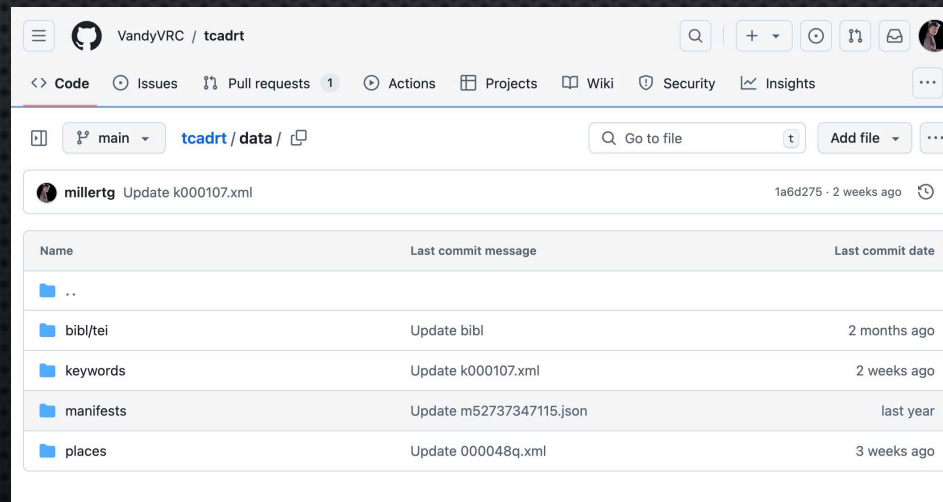 VandyVRC / tcadrt
Code Issues Pull requests 1 Actions Projects Wiki Security Insights
main tcadrt / data / Go to file t Add file
millertg Update k000107.xml 1a6d275 · 2 weeks ago
Name Last commit message Last commit date
..
bibl/tei Update bibl 2 months ago
keywords Update k000107.xml 2 weeks ago
manifests Update m52737347115.json last year
places Update 000048q.xml 3 weeks ago